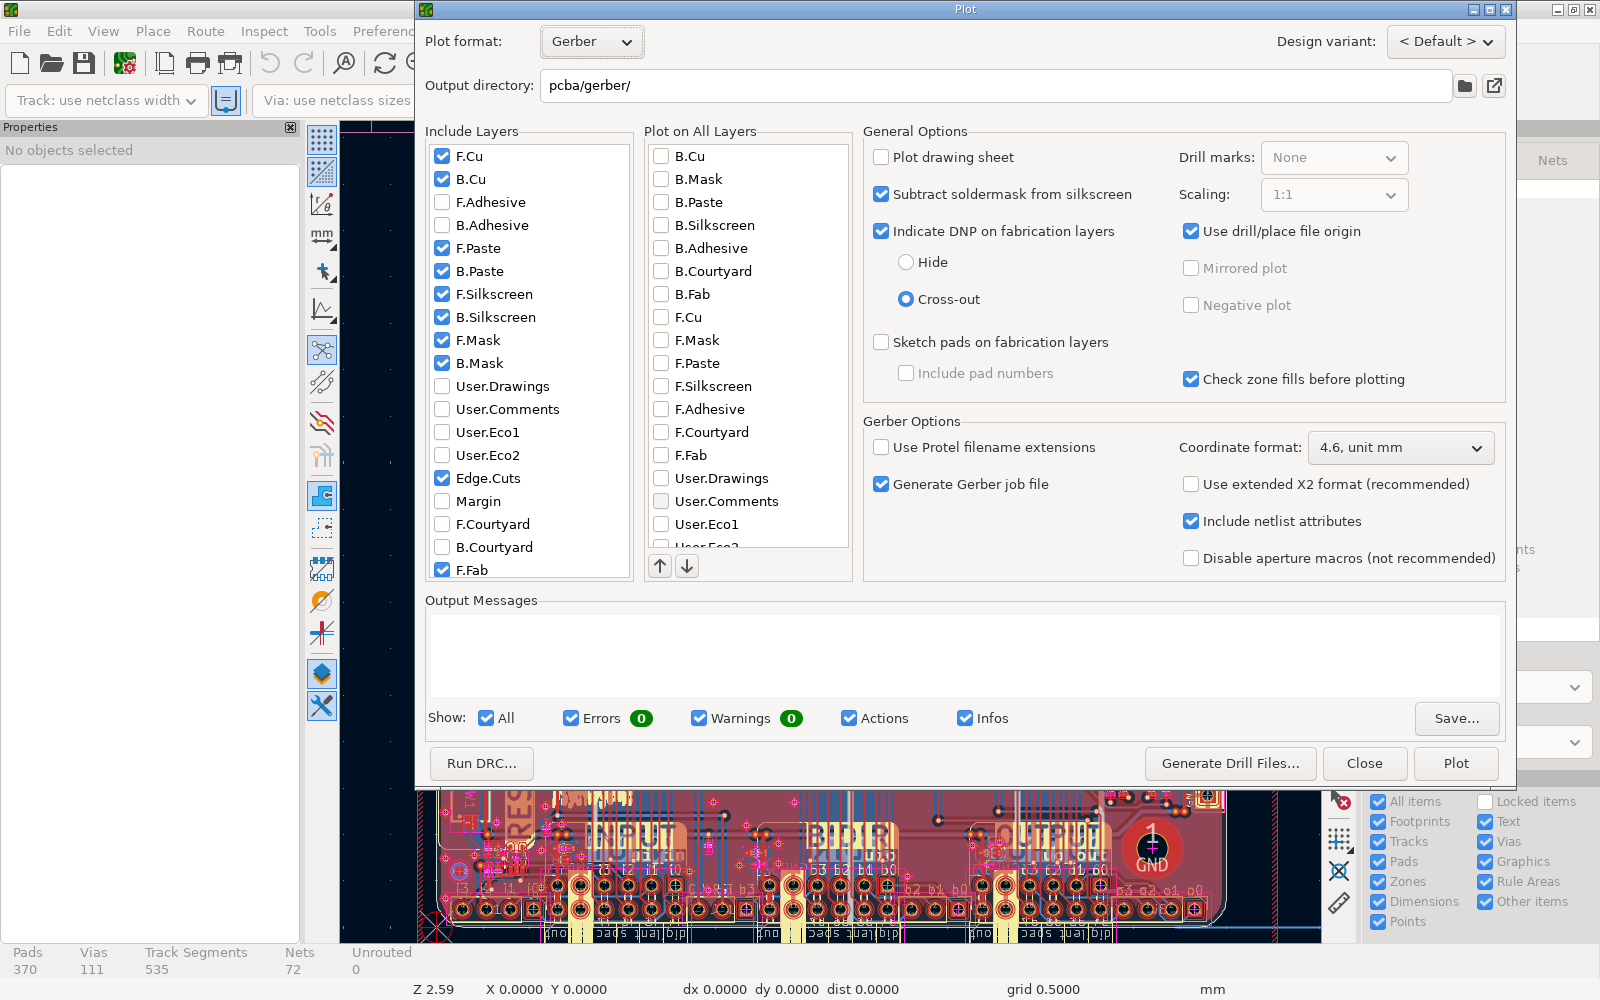 Plot
File Edit View Place Route Inspect Tools Preferenc
Plot format: Gerber Design variant: < Default >
Output directory: pcba/gerber/
Track: use netclass width Via: use netclass sizes
Properties
No objects selected
Nets
Include Layers
F.Cu
B.Cu
F.Adhesive
B.Adhesive
F.Paste
B.Paste
F.Silkscreen
B.Silkscreen
F.Mask
B.Mask
User.Drawings
User.Comments
User.Eco1
User.Eco2
Edge.Cuts
Margin
F.Courtyard
B.Courtyard
F.Fab
Plot on All Layers
B.Cu
B.Mask
B.Paste
B.Silkscreen
B.Adhesive
B.Courtyard
B.Fab
F.Cu
F.Mask
F.Paste
F.Silkscreen
F.Adhesive
F.Courtyard
F.Fab
User.Drawings
User.Comments
User.Eco1
User.Eco2
General Options
Plot drawing sheet Drill marks: None
Subtract soldermask from silkscreen Scaling: 1:1
Indicate DNP on fabrication layers Use drill/place file origin
Hide Mirrored plot
Cross-out Negative plot
Sketch pads on fabrication layers
Include pad numbers Check zone fills before plotting
Gerber Options
Use Protel filename extensions Coordinate format: 4.6, unit mm
Generate Gerber job file Use extended X2 format (recommended)
Include netlist attributes
Disable aperture macros (not recommended)
nts
Output Messages
Show: All Errors 0 Warnings 0 Actions Infos Save...
Run DRC... Generate Drill Files... Close Plot
mm
INPUT
OUTPUT
1
GND
All items Locked items
Footprints Text
Tracks Vias
Pads Graphics
Zones Rule Areas
Dimensions Other items
Points
Pads Vias Track Segments Nets Unrouted
370 111 535 72 0
Z 2.59 X 0.0000 Y 0.0000 dx 0.0000 dy 0.0000 dist 0.0000 grid 0.5000 mm